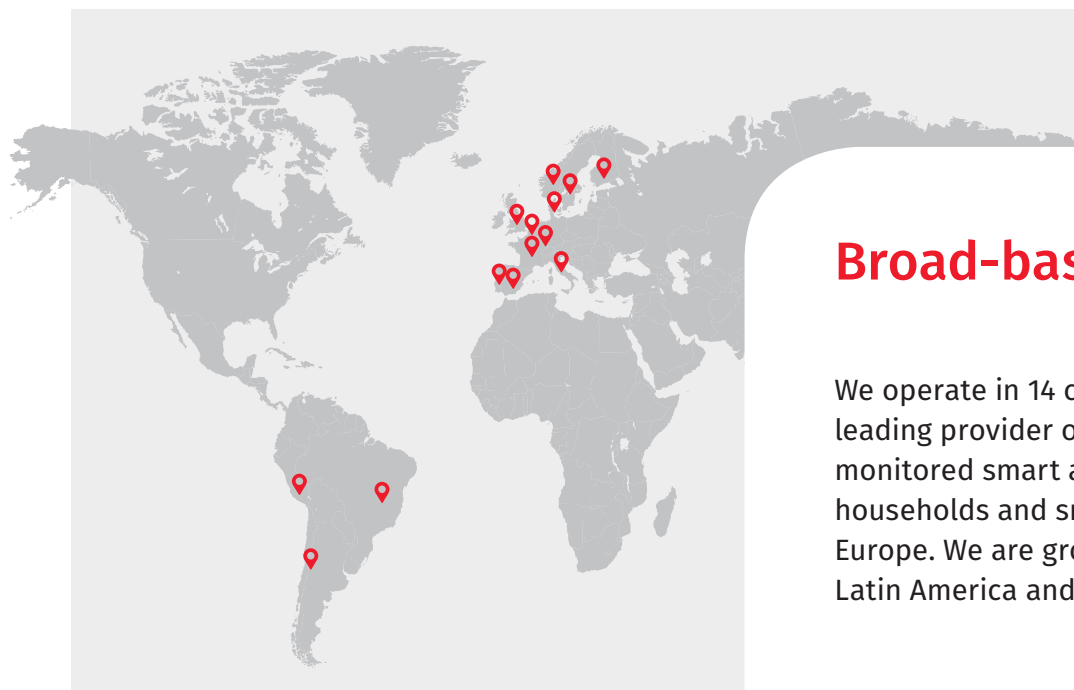 Broad-bas
We operate in 14 c
leading provider o
monitored smart a
households and sm
Europe. We are gro
Latin America and